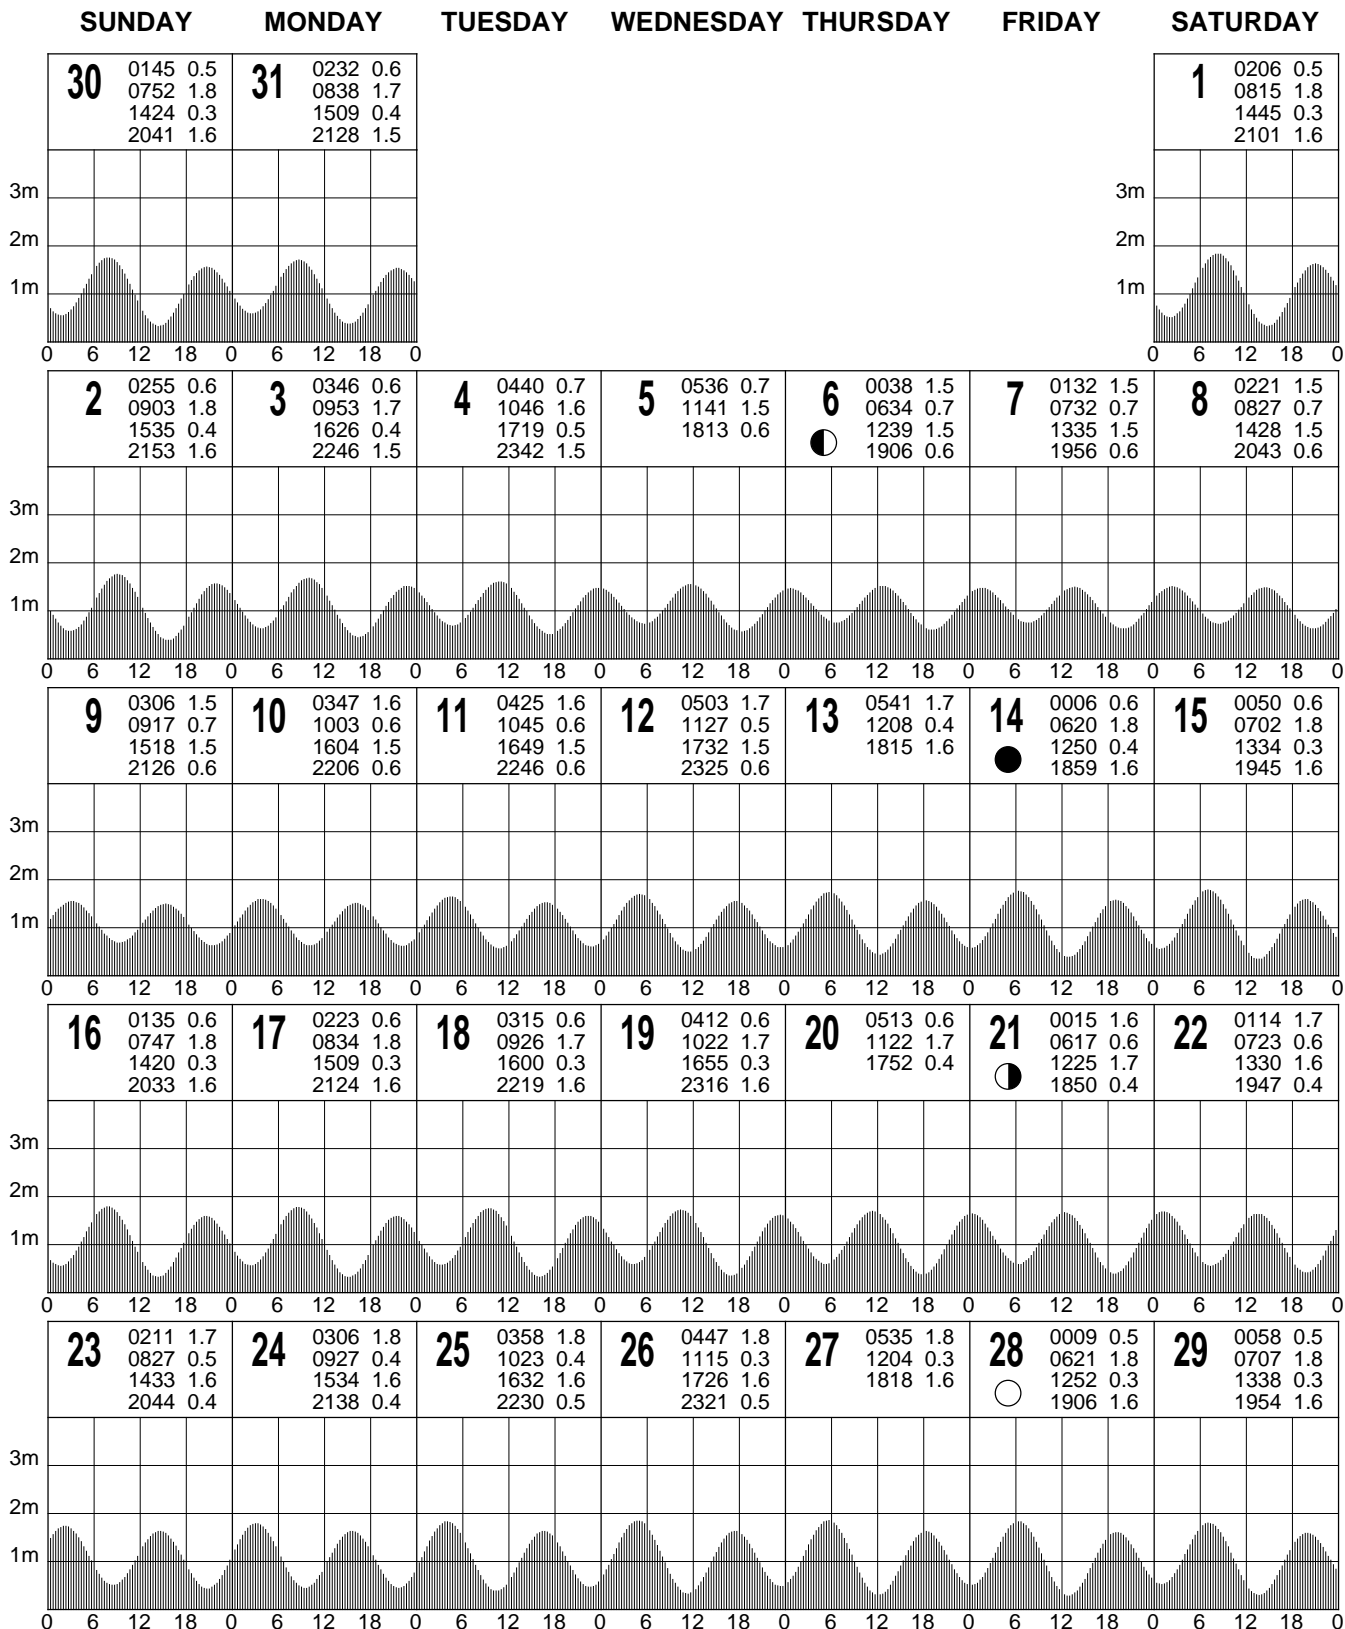 SUNDAY MONDAY TUESDAY WEDNESDAY THURSDAY FRIDAY SATURDAY
30 0145 0.5 31 0232 0.6 1 0206 0.5
0752 1.8 0838 1.7 0815 1.8
1424 0.3 1509 0.4 1445 0.3
2041 1.6 2128 1.5 2101 1.6
3m 3m
2m 2m
1m 1m
0 6 12 18 0 6 12 18 0 0 6 12 18 0
2 0255 0.6 3 0346 0.6 4 0440 0.7 5 0536 0.7 6 0038 1.5 7 0132 1.5 8 0221 1.5
0903 1.8 0953 1.7 1046 1.6 1141 1.5 0634 0.7 0732 0.7 0827 0.7
1535 0.4 1626 0.4 1719 0.5 1813 0.6 1239 1.5 1335 1.5 1428 1.5
2153 1.6 2246 1.5 2342 1.5 1906 0.6 1956 0.6 2043 0.6
3m
2m
1m
0 6 12 18 0 6 12 18 0 6 12 18 0 6 12 18 0 6 12 18 0 6 12 18 0 6 12 18 0
9 0306 1.5 10 0347 1.6 11 0425 1.6 12 0503 1.7 13 0541 1.7 14 0006 0.6 15 0050 0.6
0917 0.7 1003 0.6 1045 0.6 1127 0.5 1208 0.4 0620 1.8 0702 1.8
1518 1.5 1604 1.5 1649 1.5 1732 1.5 1815 1.6 1250 0.4 1334 0.3
2126 0.6 2206 0.6 2246 0.6 2325 0.6 1859 1.6 1945 1.6
3m
2m
1m
0 6 12 18 0 6 12 18 0 6 12 18 0 6 12 18 0 6 12 18 0 6 12 18 0 6 12 18 0
16 0135 0.6 17 0223 0.6 18 0315 0.6 19 0412 0.6 20 0513 0.6 21 0015 1.6 22 0114 1.7
0747 1.8 0834 1.8 0926 1.7 1022 1.7 1122 1.7 0617 0.6 0723 0.6
1420 0.3 1509 0.3 1600 0.3 1655 0.3 1752 0.4 1225 1.7 1330 1.6
2033 1.6 2124 1.6 2219 1.6 2316 1.6 1850 0.4 1947 0.4
3m
2m
1m
0 6 12 18 0 6 12 18 0 6 12 18 0 6 12 18 0 6 12 18 0 6 12 18 0 6 12 18 0
23 0211 1.7 24 0306 1.8 25 0358 1.8 26 0447 1.8 27 0535 1.8 28 0009 0.5 29 0058 0.5
0827 0.5 0927 0.4 1023 0.4 1115 0.3 1204 0.3 0621 1.8 0707 1.8
1433 1.6 1534 1.6 1632 1.6 1726 1.6 1818 1.6 1252 0.3 1338 0.3
2044 0.4 2138 0.4 2230 0.5 2321 0.5 1906 1.6 1954 1.6
3m
2m
1m
0 6 12 18 0 6 12 18 0 6 12 18 0 6 12 18 0 6 12 18 0 6 12 18 0 6 12 18 0